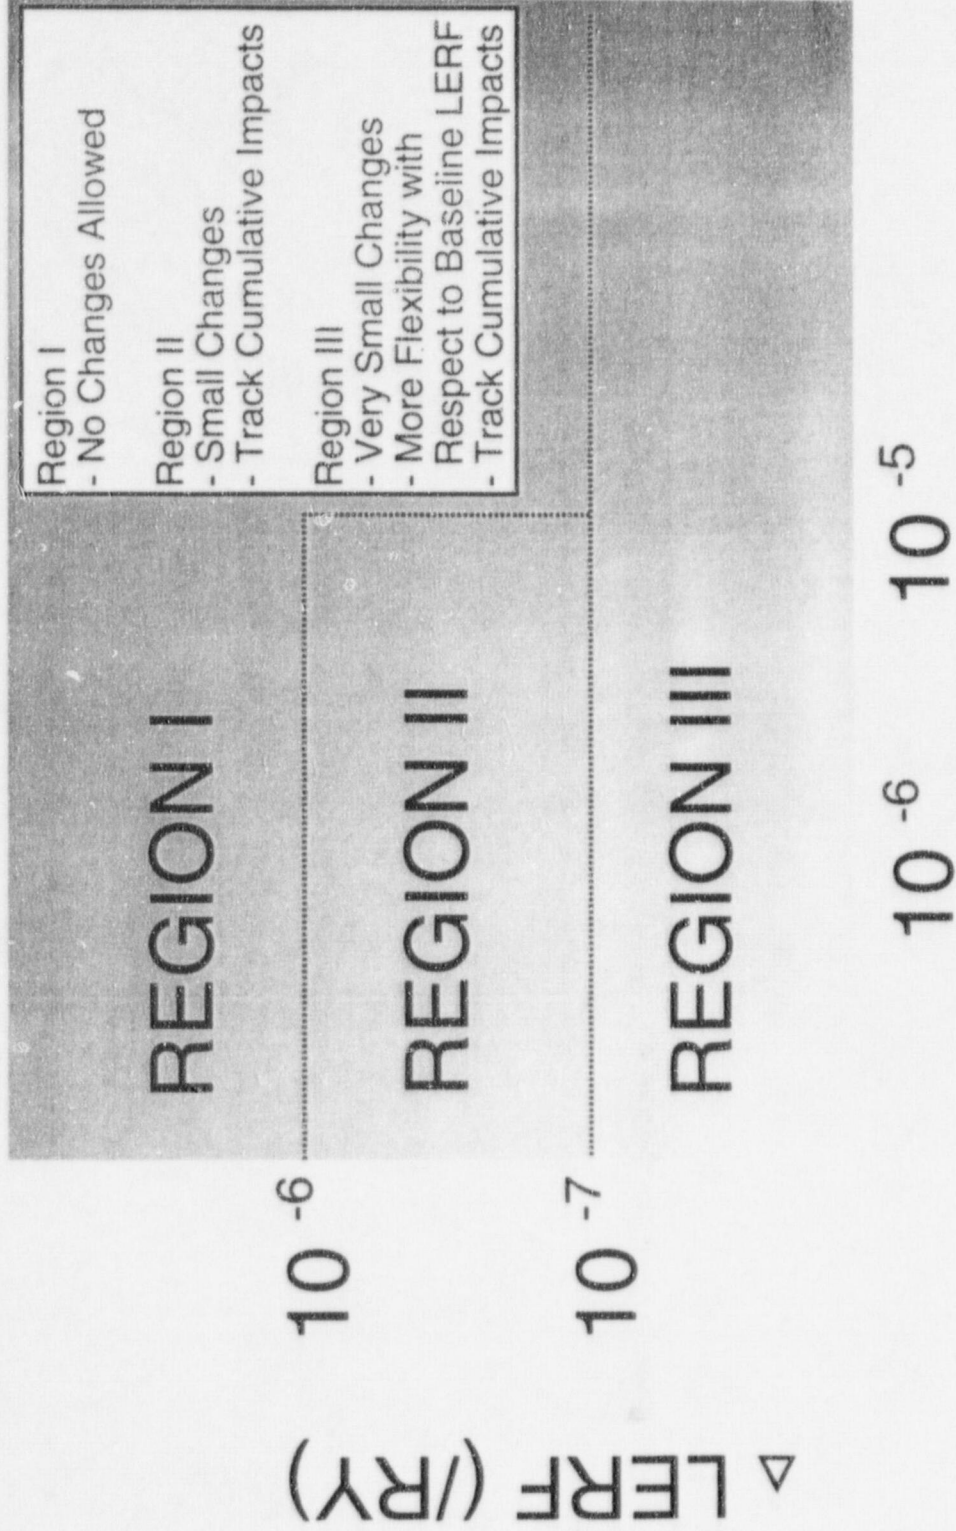 Region I
- No Changes Allowed
Region II
- Small Changes
- Track Cumulative Impacts
Region III
- Very Small Changes
- More Flexibility with
Respect to Baseline LERF
- Track Cumulative Impacts
REGION I
10 -6
REGION II
10 -7
REGION III
Δ LERF (/RY)
10 -6
10 -5